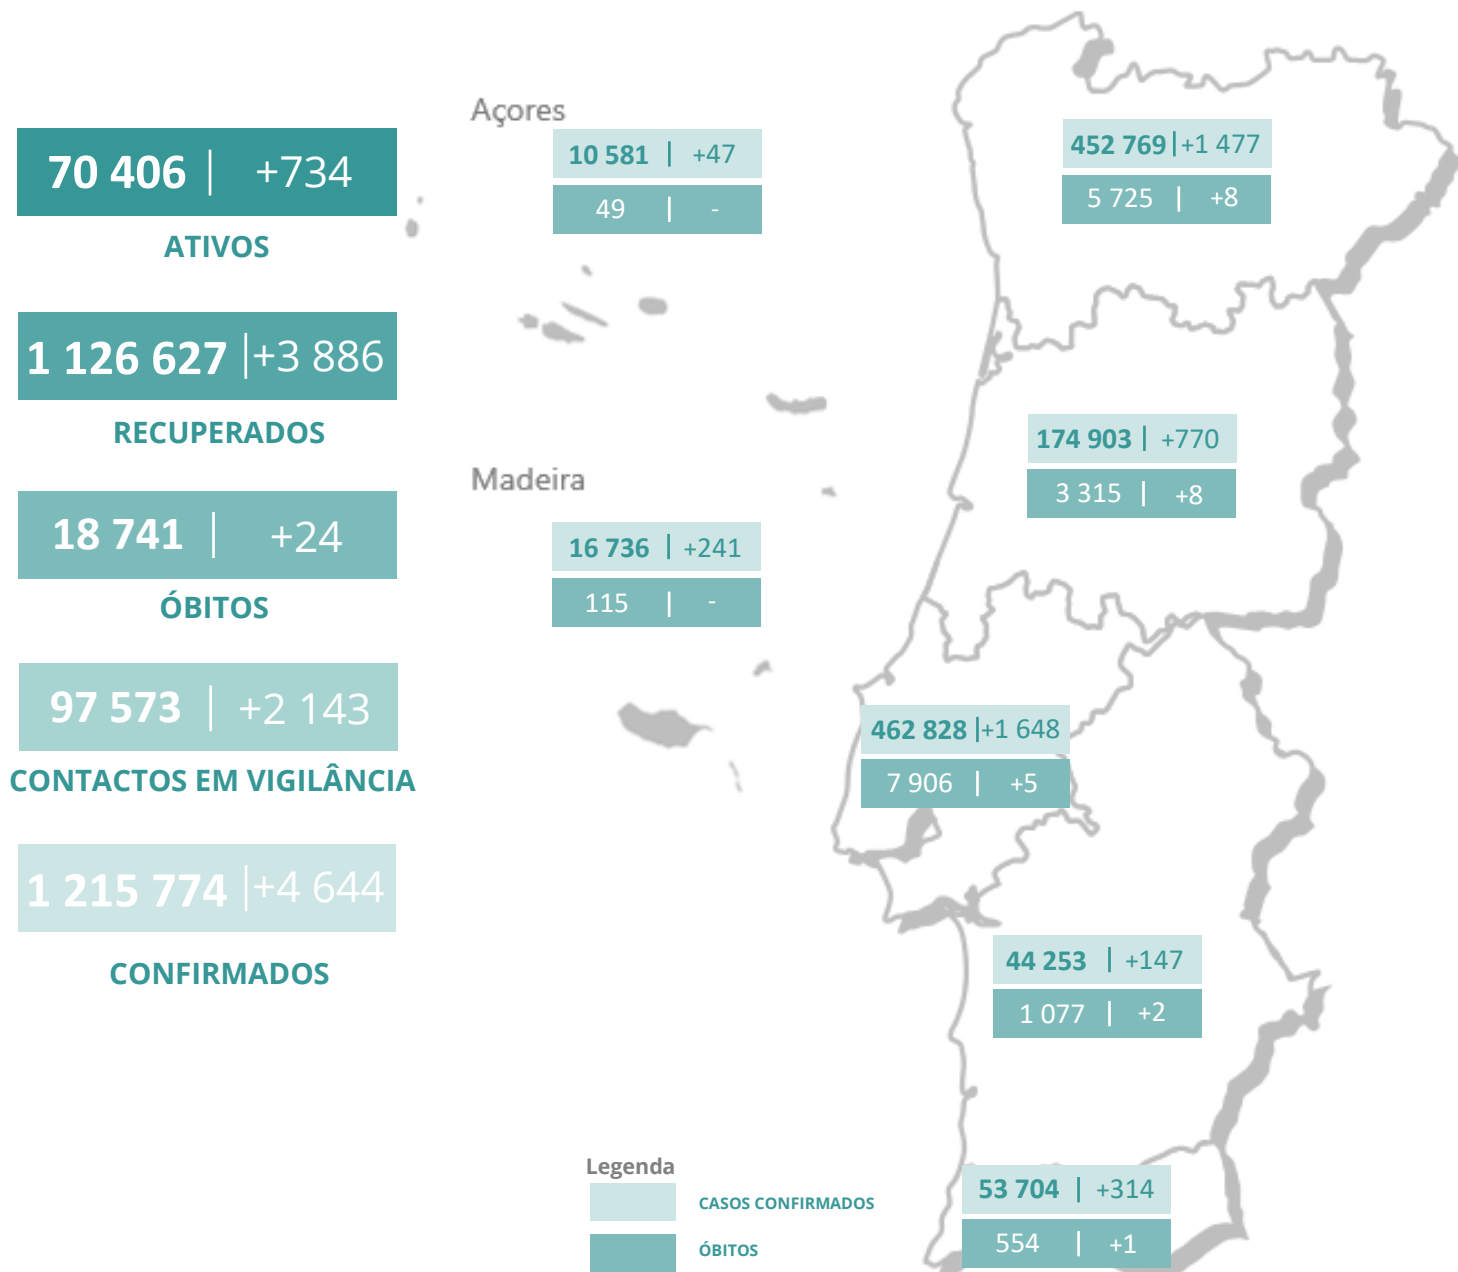 70 406 | +734
ATIVOS
1 126 627 |+3 886
RECUPERADOS
18 741 | +24
ÓBITOS
97 573 | +2 143
CONTACTOS EM VIGILÂNCIA
1 215 774 |+4 644
CONFIRMADOS
Açores
10 581 | +47
49 | -
Madeira
16 736 | +241
115 | -
452 769 |+1 477
5 725 | +8
174 903 | +770
3 315 | +8
462 828 |+1 648
7 906 | +5
44 253 | +147
1 077 | +2
53 704 | +314
554 | +1
Legenda
CASOS CONFIRMADOS
ÓBITOS